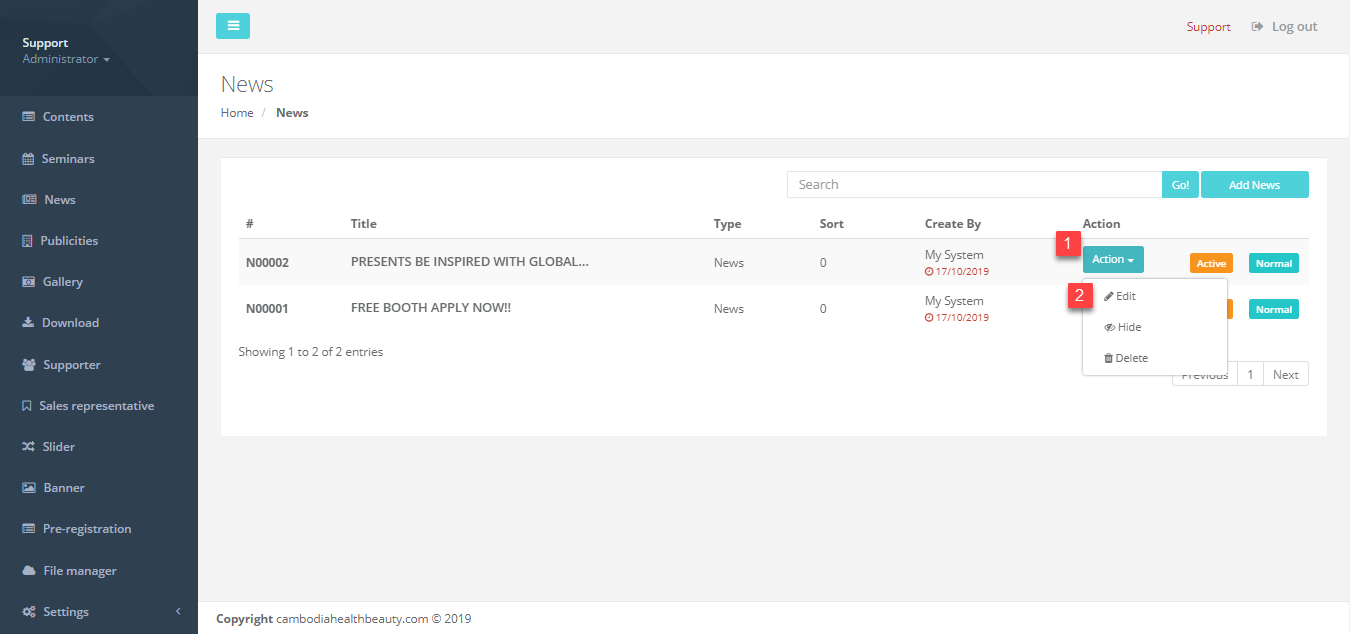 Support
Administrator
Contents
Seminars
News
Publicities
Gallery
Download
Supporter
Sales representative
Slider
Banner
Pre-registration
File manager
Settings
Support Log out
News
Home / News
Search Go! Add News
# Title Type Sort Create By Action
N00002 PRESENTS BE INSPIRED WITH GLOBAL... News 0 My System 1 Action Active Normal
17/10/2019
2 Edit
N00001 FREE BOOTH APPLY NOW!! News 0 My System Normal
17/10/2019
Hide
Delete
Showing 1 to 2 of 2 entries
Previous 1 Next
Copyright cambodiahealthbeauty.com © 2019